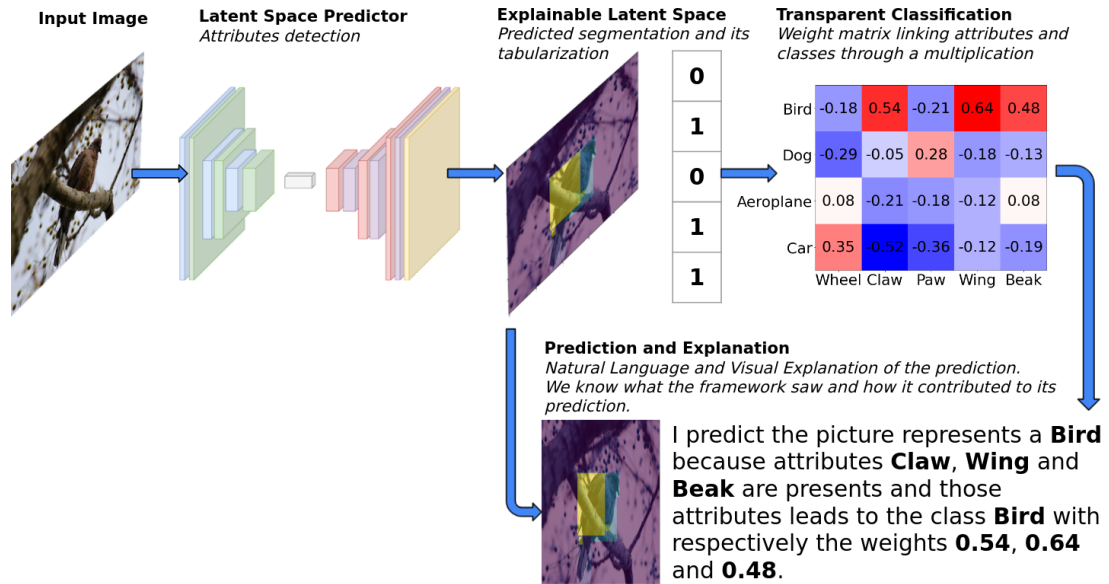 Input Image
Latent Space Predictor
Attributes detection
Explainable Latent Space
Predicted segmentation and its
tabularization
Transparent Classification
Weight matrix linking attributes and
classes through a multiplication
0
1
0
1
1
Bird -0.18 0.54 -0.21 0.64 0.48
Dog -0.29 -0.05 0.28 -0.18 -0.13
Aeroplane 0.08 -0.21 -0.18 -0.12 0.08
Car 0.35 -0.52 -0.36 -0.12 -0.19
Wheel Claw Paw Wing Beak
Prediction and Explanation
Natural Language and Visual Explanation of the prediction.
We know what the framework saw and how it contributed to its
prediction.
I predict the picture represents a Bird
because attributes Claw, Wing and
Beak are presents and those
attributes leads to the class Bird with
respectively the weights 0.54, 0.64
and 0.48.